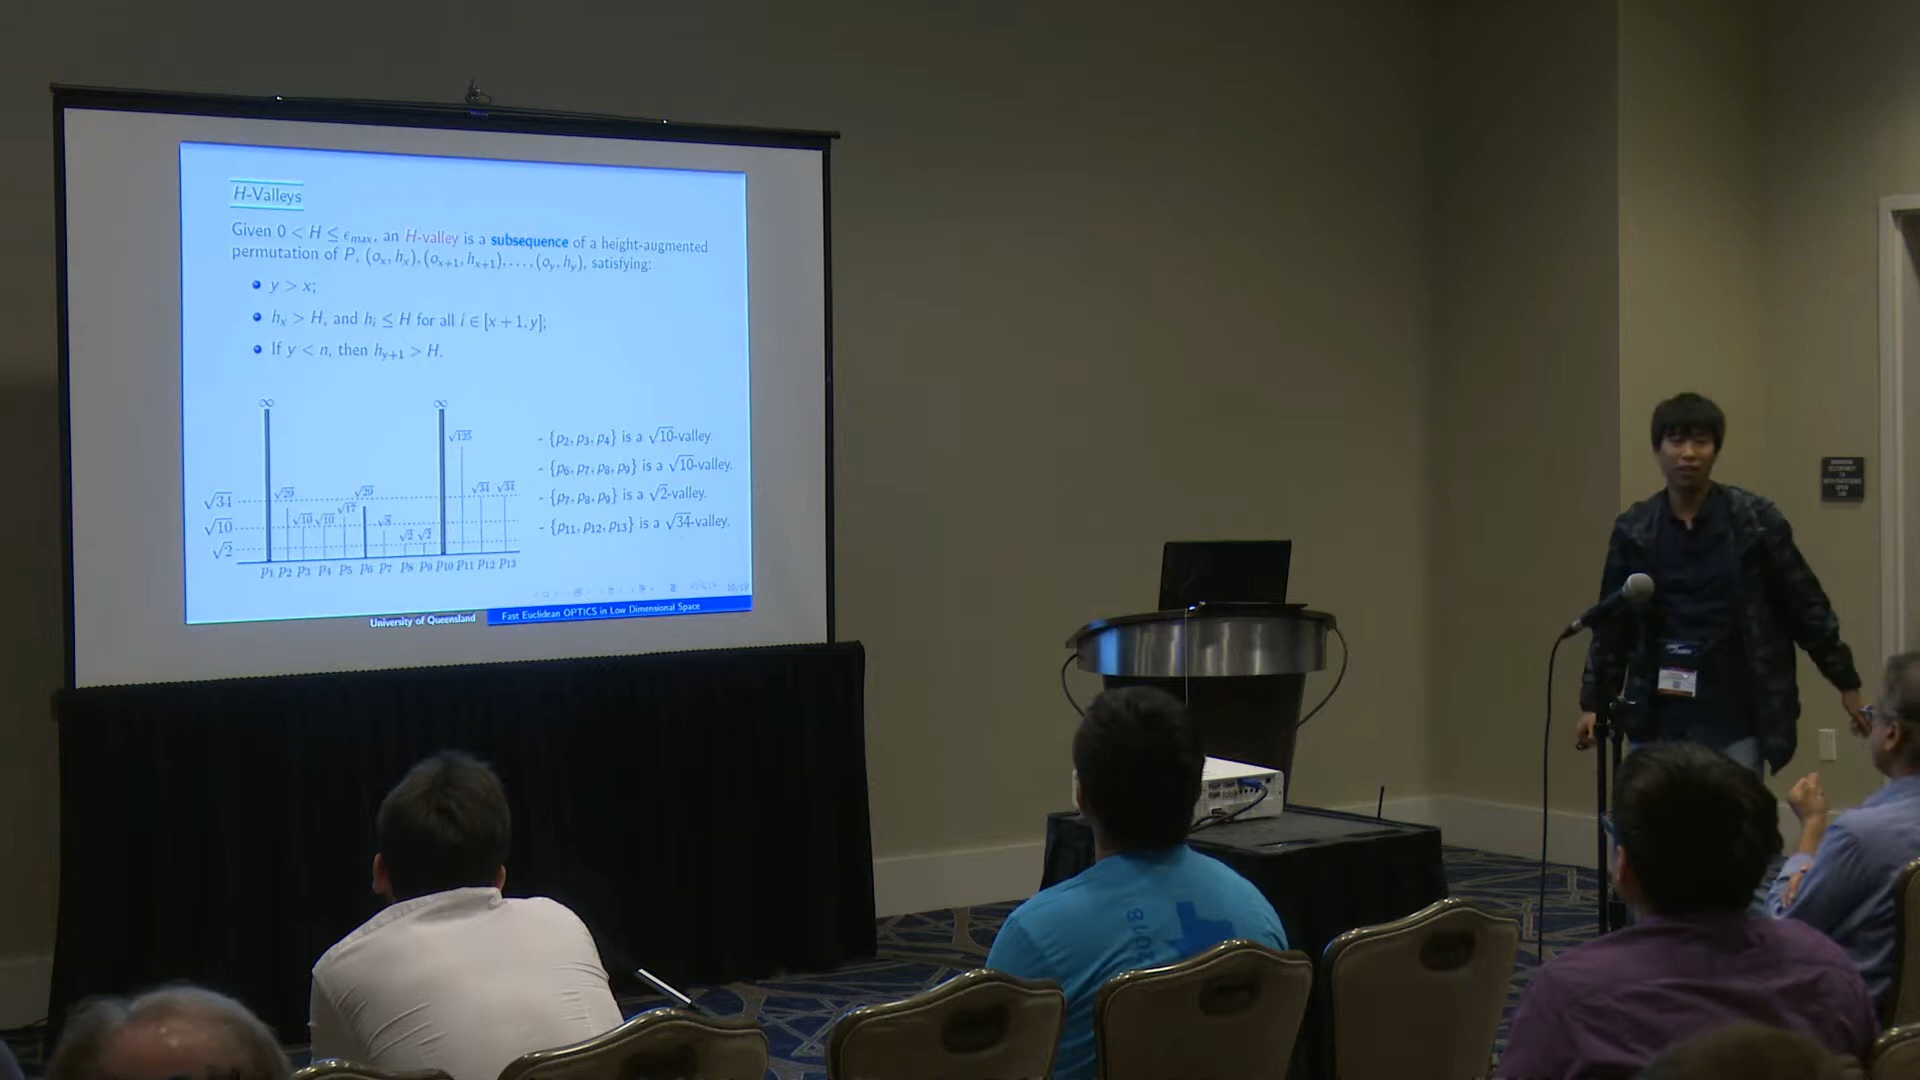 H-Valleys
Given 0 < H ≤ ϵmax, an H-valley is a subsequence of a height-augmented
permutation of P, (ox, hx), (ox+1, hx+1), . . . , (oy, hy), satisfying:
y > x;
hx > H, and hi ≤ H for all i ∈ [x + 1, y];
If y < n, then hy+1 > H.
∞ ∞
√125
√34 √29 √29 √34 √34
√10 √10 √10 √17 √8
√2 √2 √2
p1 p2 p3 p4 p5 p6 p7 p8 p9 p10 p11 p12 p13
- {p2, p3, p4} is a √10-valley.
- {p6, p7, p8, p9} is a √10-valley.
- {p7, p8, p9} is a √2-valley.
- {p11, p12, p13} is a √34-valley.
University of Queensland
Fast Euclidean OPTICS in Low Dimensional Space